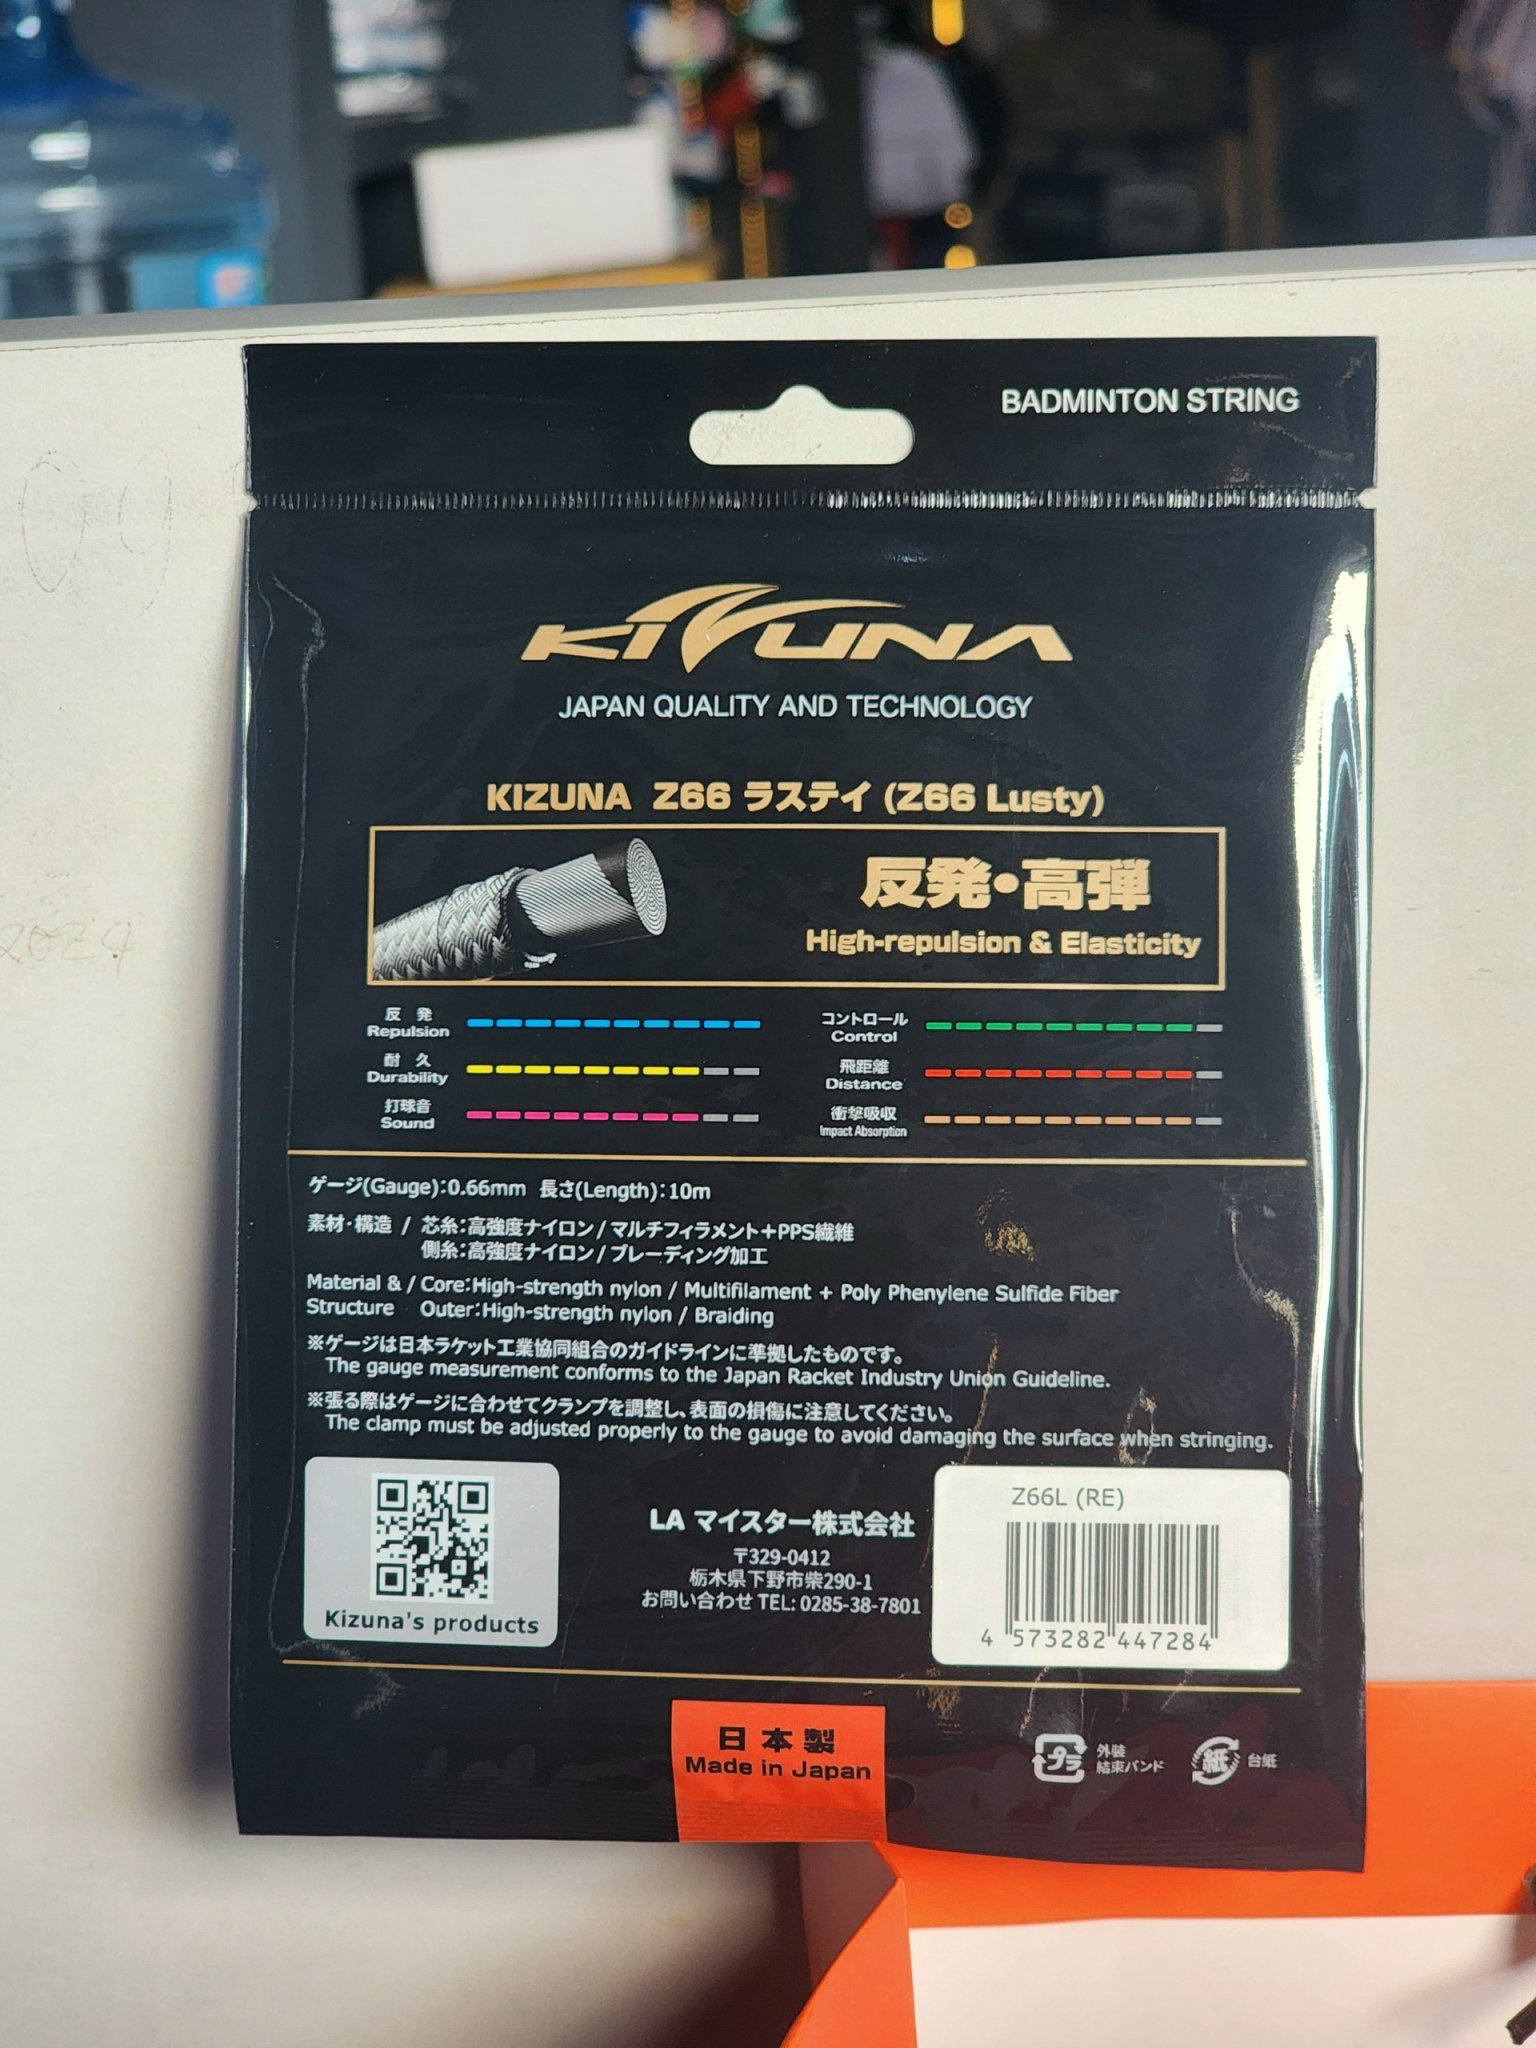 BADMINTON STRING
KIZUNA
JAPAN QUALITY AND TECHNOLOGY
KIZUNA Z66 ラステイ (Z66 Lusty)
反発・高弾
High-repulsion & Elasticity
反 発
Repulsion
耐 久
Durability
打球音
Sound
コントロール
Control
飛距離
Distance
衝撃吸収
Impact Absorption
ゲージ(Gauge):0.66mm 長さ(Length):10m
素材・構造 / 芯糸:高強度ナイロン/マルチフィラメント+PPS繊維
側糸:高強度ナイロン/ブレーディング加工
Material & / Core:High-strength nylon / Multifilament + Poly Phenylene Sulfide Fiber
Structure Outer:High-strength nylon / Braiding
※ゲージは日本ラケット工業協同組合のガイドラインに準拠したものです。
The gauge measurement conforms to the Japan Racket Industry Union Guideline.
※張る際はゲージに合わせてクランプを調整し、表面の損傷に注意してください。
The clamp must be adjusted properly to the gauge to avoid damaging the surface when stringing.
Kizuna's products
LA マイスター株式会社
〒329-0412
栃木県下野市柴290-1
お問い合わせ TEL: 0285-38-7801
Z66L (RE)
4 573282 447284
日本製
Made in Japan
プラ
外装
結束バンド
紙
台紙
2024